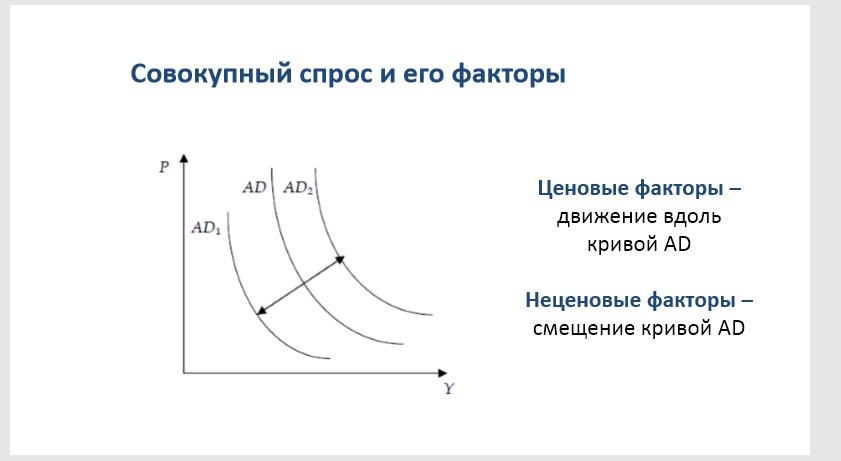 Совокупный спрос и его факторы
P
AD AD₂
AD₁
Y
Ценовые факторы –
движение вдоль
кривой AD
Неценовые факторы –
смещение кривой AD